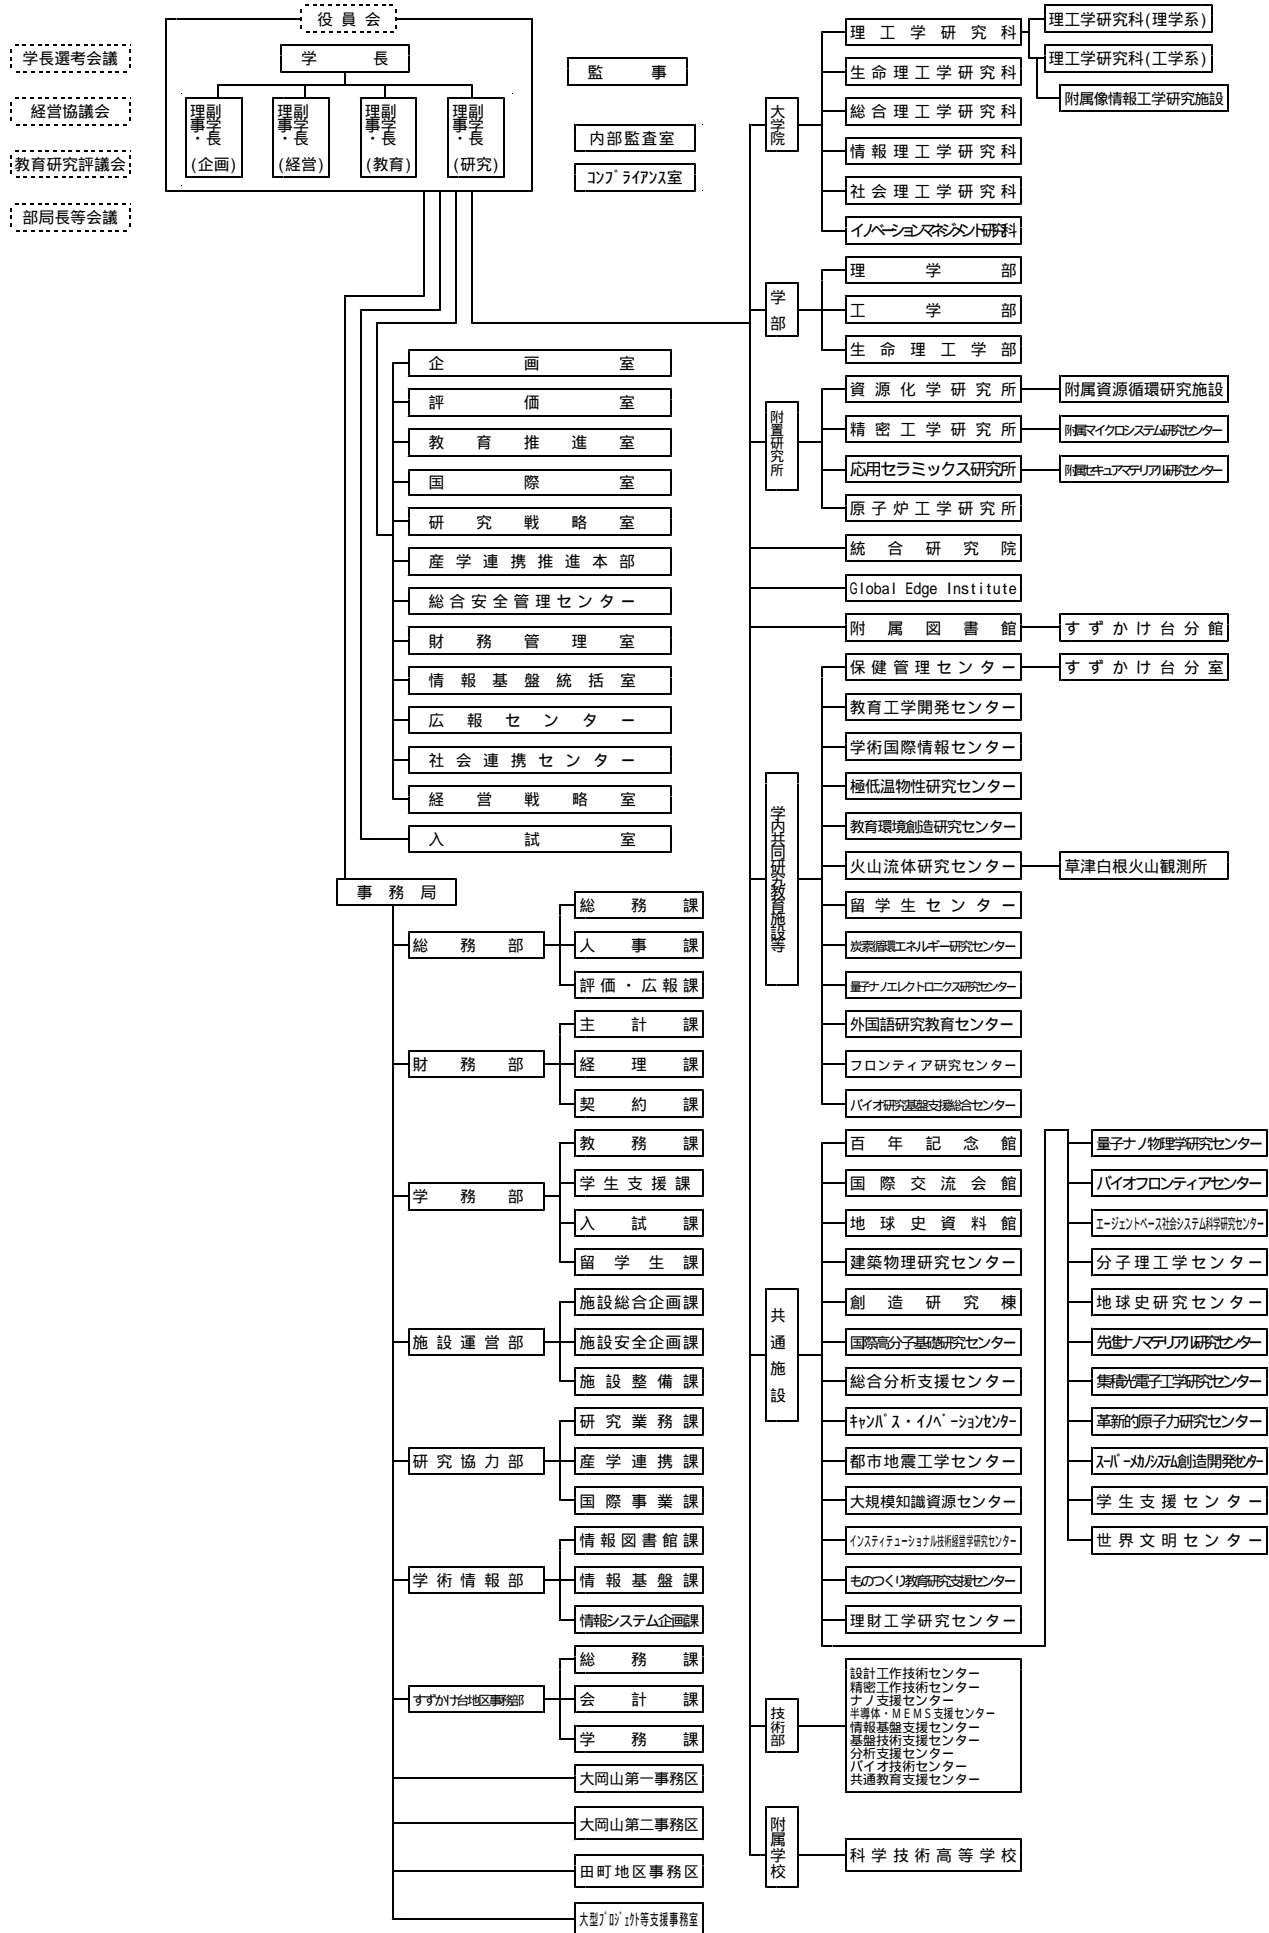 役員会
学長
理事・副学長(企画)
理事・副学長(経営)
理事・副学長(教育)
理事・副学長(研究)
学長選考会議
経営協議会
教育研究評議会
部局長等会議
監事
内部監査室
コンプライアンス室
企画室
評価室
教育推進室
国際室
研究戦略室
産学連携推進本部
総合安全管理センター
財務管理室
情報基盤統括室
広報センター
社会連携センター
経営戦略室
入試室
事務局
総務部
総務課
人事課
評価・広報課
財務部
主計課
経理課
契約課
学務部
教務課
学生支援課
入試課
留学生課
施設運営部
施設総合企画課
施設安全企画課
施設整備課
研究協力部
研究業務課
産学連携課
国際事業課
学術情報部
情報図書館課
情報基盤課
情報システム企画課
すずかけ台地区事務部
総務課
会計課
学務課
大岡山第一事務区
大岡山第二事務区
田町地区事務区
大型プロジェクト等支援事務室
大学院
理工学研究科
理工学研究科(理学系)
理工学研究科(工学系)
附属像情報工学研究施設
生命理工学研究科
総合理工学研究科
情報理工学研究科
社会理工学研究科
イノベーションマネジメント研究科
学部
理学部
工学部
生命理工学部
附置研究所
資源化学研究所
附属資源循環研究施設
精密工学研究所
附属マイクロシステム研究センター
応用セラミックス研究所
附属セキュアマテリアル研究センター
原子炉工学研究所
統合研究院
Global Edge Institute
附属図書館
すずかけ台分館
学内共同研究教育施設等
保健管理センター
すずかけ台分室
教育工学開発センター
学術国際情報センター
極低温物性研究センター
教育環境創造研究センター
火山流体研究センター
草津白根火山観測所
留学生センター
炭素循環エネルギー研究センター
量子ナノエレクトロニクス研究センター
外国語研究教育センター
フロンティア研究センター
バイオ研究基盤支援総合センター
共通施設
百年記念館
国際交流会館
地球史資料館
建築物理研究センター
創造研究棟
国際高分子基礎研究センター
総合分析支援センター
キャンパス・イノベーションセンター
都市地震工学センター
大規模知識資源センター
インスティテューショナル技術経営学研究センター
ものつくり教育研究支援センター
理財工学研究センター
量子ナノ物理学研究センター
バイオフロンティアセンター
エージェントベース社会システム科学研究センター
分子理工学センター
地球史研究センター
先進ナノマテリアル研究センター
集積光電子工学研究センター
革新的原子力研究センター
スーパーメカノシステム創造開発センター
学生支援センター
世界文明センター
技術部
設計工作技術センター
精密工作技術センター
ナノ支援センター
半導体・MEMS支援センター
情報基盤支援センター
基盤技術支援センター
分析支援センター
バイオ技術センター
共通教育支援センター
附属学校
科学技術高等学校